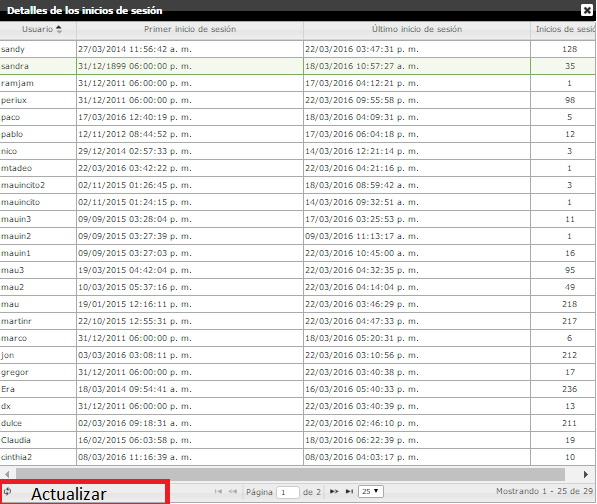 Detalles de los inicios de sesión
Usuario Primer inicio de sesión Último inicio de sesión Inicios de sesió
sandy 27/03/2014 11:56:42 a. m. 22/03/2016 03:47:31 p. m. 128
sandra 31/12/1899 06:00:00 p. m. 18/03/2016 10:57:27 a. m. 35
ramjam 31/12/2011 06:00:00 p. m. 17/03/2016 04:12:21 p. m. 1
periux 31/12/2011 06:00:00 p. m. 22/03/2016 09:55:58 p. m. 98
paco 17/03/2016 12:40:19 p. m. 18/03/2016 04:09:31 p. m. 5
pablo 12/11/2012 08:44:52 p. m. 17/03/2016 06:04:18 p. m. 12
nico 29/12/2014 02:57:33 p. m. 14/03/2016 12:21:14 p. m. 3
mtadeo 22/03/2016 03:42:22 p. m. 22/03/2016 04:21:16 p. m. 1
mauincito2 02/11/2015 01:26:45 p. m. 18/03/2016 08:59:42 a. m. 3
mauincito 02/11/2015 01:24:15 p. m. 14/03/2016 09:32:51 a. m. 1
mauin3 09/09/2015 03:28:04 p. m. 17/03/2016 03:25:53 p. m. 11
mauin2 09/09/2015 03:27:39 p. m. 09/03/2016 11:13:17 a. m. 1
mauin1 09/09/2015 03:27:03 p. m. 22/03/2016 10:45:00 a. m. 16
mau3 19/03/2015 04:42:04 p. m. 22/03/2016 04:32:35 p. m. 95
mau2 10/03/2015 05:37:16 p. m. 22/03/2016 04:14:04 p. m. 49
mau 19/01/2015 12:16:11 p. m. 22/03/2016 03:46:29 p. m. 218
martinr 22/10/2015 12:55:31 p. m. 22/03/2016 04:47:33 p. m. 217
marco 31/12/2011 06:00:00 p. m. 18/03/2016 05:20:31 p. m. 6
jon 03/03/2016 03:08:11 p. m. 22/03/2016 03:10:56 p. m. 212
gregor 31/12/2011 06:00:00 p. m. 22/03/2016 03:40:38 p. m. 17
Era 18/03/2014 09:54:41 a. m. 16/03/2016 05:40:33 p. m. 236
dx 31/12/2011 06:00:00 p. m. 22/03/2016 03:40:39 p. m. 13
dulce 02/03/2016 09:18:31 a. m. 22/03/2016 02:46:10 p. m. 211
Claudia 16/02/2015 06:03:58 p. m. 18/03/2016 06:22:39 p. m. 19
cinthia2 08/03/2016 11:16:39 a. m. 08/03/2016 04:03:17 p. m. 10
Actualizar Página 1 de 2 25 Mostrando 1 - 25 de 29